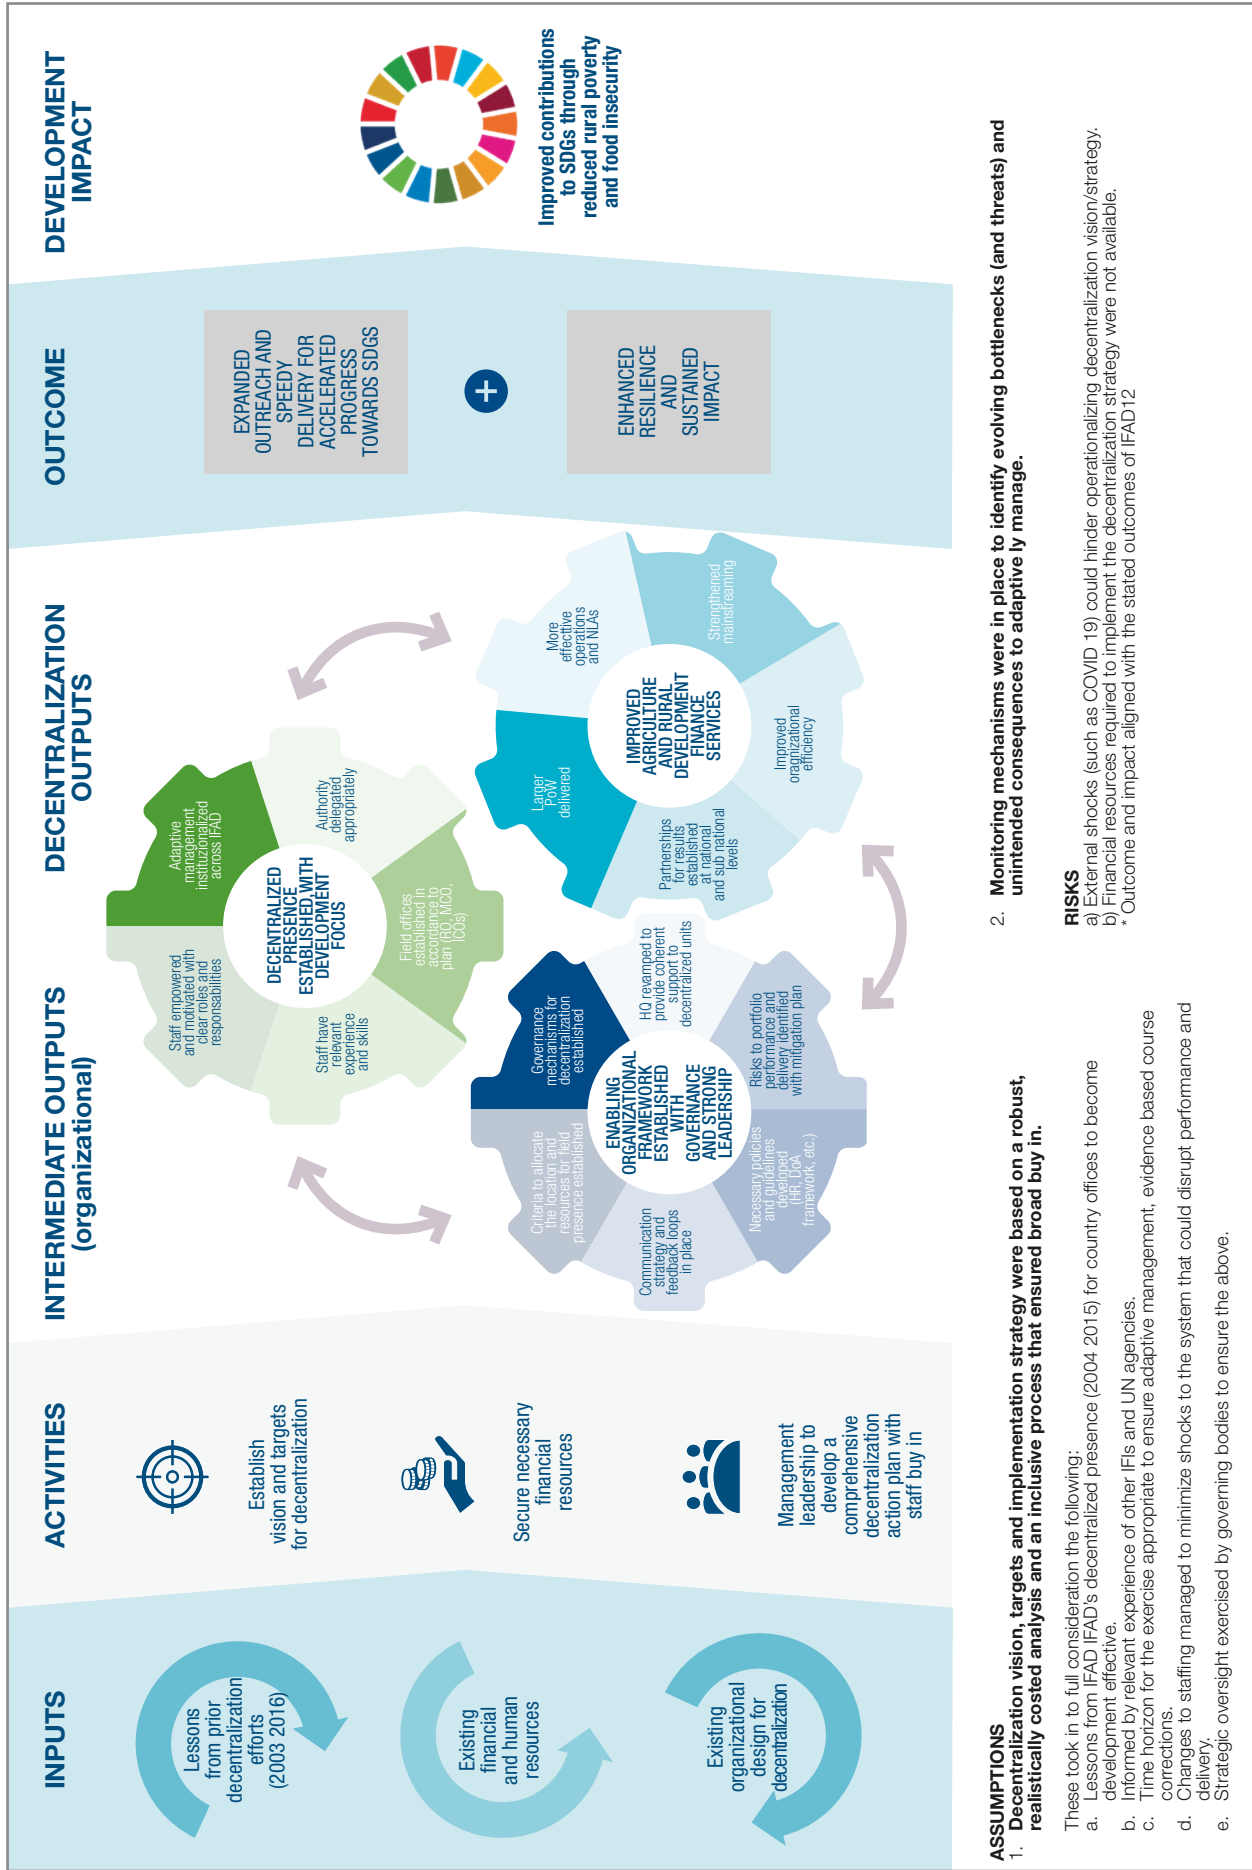 INPUTS
Lessons
from prior
decentralization
efforts
(2003 2016)
Existing
financial
and human
resources
Existing
organizational
design for
decentralization
ACTIVITIES
Establish
vision and targets
for decentralization
Secure necessary
financial
resources
Management
leadership to
develop a
comprehensive
decentralization
action plan with
staff buy in
INTERMEDIATE OUTPUTS
(organizational)
DECENTRALIZATION
OUTPUTS
Staff empowered
and motivated with
clear roles and
responsabilities
Adaptive
management
instituzionalized
across IFAD
Authority
delegated
appropriately
Field offices
established in
accordance to
plan (RO, MCO,
ICOs)
Staff have
relevant
experience
and skills
DECENTRALIZED
PRESENCE
ESTABLISHED,WITH
DEVELOPMENT
FOCUS
Criteria to allocate
the location and
resources for field
presence established
Governance
mechanisms for
decentralization
established
HQ revamped to
provide coherent
support to
decentralized units
Risks to portfolio
performance and
delivery identified
with mitigation plan
Necessary policies
and guidelines
developed
(HR, DoA
framework, etc.)
Communication
strategy and
feedback loops
in place
ENABLING
ORGANIZATIONAL
FRAMEWORK
ESTABLISHED
WITH
GOVERNANCE
AND STRONG
LEADERSHIP
Larger
PoW
delivered
More
effecttive
operations
and NLAs
Strengthened
mainstreaming
Improved
oragnizational
efficiency
Partnerships
for results
established
at national
and sub national
levels
IMPROVED
AGRICULTURE
AND RURAL
DEVELOPMENT
FINANCE
SERVICES
OUTCOME
EXPANDED
OUTREACH AND
SPEEDY
DELIVERY FOR
ACCELERATED
PROGRESS
TOWARDS SDGS
+
ENHANCED
RESILIENCE
AND
SUSTAINED
IMPACT
DEVELOPMENT
IMPACT
Improved contributions
to SDGs through
reduced rural poverty
and food insecurity
ASSUMPTIONS
1. Decentralization vision, targets and implementation strategy were based on a robust,
realistically costed analysis and an inclusive process that ensured broad buy in.
These took in to full consideration the following:
a. Lessons from IFAD IFAD's decentralized presence (2004 2015) for country offices to become
development effective.
b. Informed by relevant experience of other IFIs and UN agencies.
c. Time horizon for the exercise appropriate to ensure adaptive management, evidence based course
corrections.
d. Changes to staffing managed to minimize shocks to the system that could disrupt performance and
delivery.
e. Strategic oversight exercised by governing bodies to ensure the above.
2. Monitoring mechanisms were in place to identify evolving bottlenecks (and threats) and
unintended consequences to adaptive ly manage.
RISKS
a) External shocks (such as COVID 19) could hinder operationalizing decentralization vision/strategy.
b) Financial resources required to implement the decentralization strategy were not available.
* Outcome and impact aligned with the stated outcomes of IFAD12